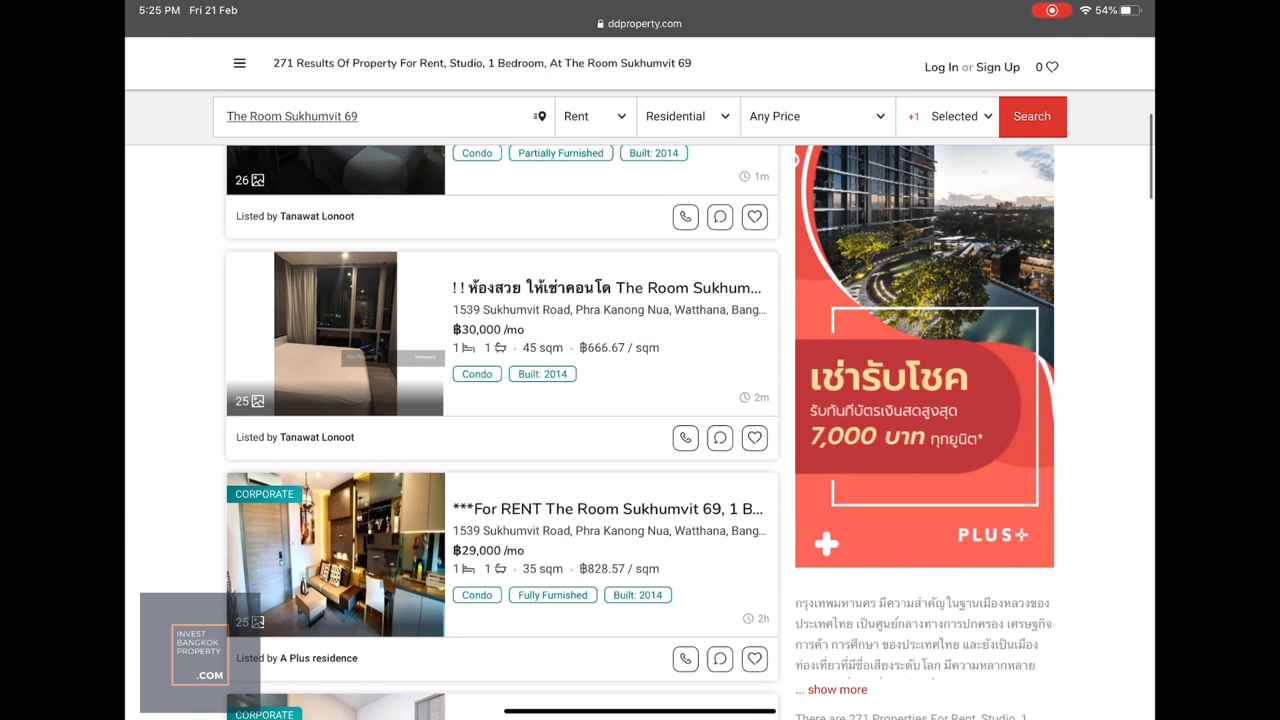 5:25 PM Fri 21 Feb
54%
ddproperty.com
271 Results Of Property For Rent, Studio, 1 Bedroom, At The Room Sukhumvit 69
Log In or Sign Up 0
The Room Sukhumvit 69
Rent
Residential
Any Price
+1 Selected
Search
Condo
Partially Furnished
Built: 2014
26
1m
Listed by Tanawat Lonoot
! ! ห้องสวย ให้เช่าคอนโด The Room Sukhum...
1539 Sukhumvit Road, Phra Kanong Nua, Watthana, Bang...
฿30,000 /mo
1 1 · 45 sqm · ฿666.67 / sqm
Condo
Built: 2014
25
2m
Listed by Tanawat Lonoot
CORPORATE
***For RENT The Room Sukhumvit 69, 1 B...
1539 Sukhumvit Road, Phra Kanong Nua, Watthana, Bang...
฿29,000 /mo
1 1 · 35 sqm · ฿828.57 / sqm
Condo
Fully Furnished
Built: 2014
25
2h
Listed by A Plus residence
CORPORATE
INVEST
BANGKOK
PROPERTY
.COM
เช่ารับโชค
รับทันทีบัตรเงินสดสูงสุด
7,000 บาท ทุกยูนิต*
PLUS
กรุงเทพมหานคร มีความสำคัญในฐานเมืองหลวงของ
ประเทศไทย เป็นศูนย์กลางทางการปกครอง เศรษฐกิจ
การค้า การศึกษา ของประเทศไทย และยังเป็นเมือง
ท่องเที่ยวที่มีชื่อเสียงระดับโลก มีความหลากหลาย
... show more
There are 271 Properties For Rent, Studio, 1